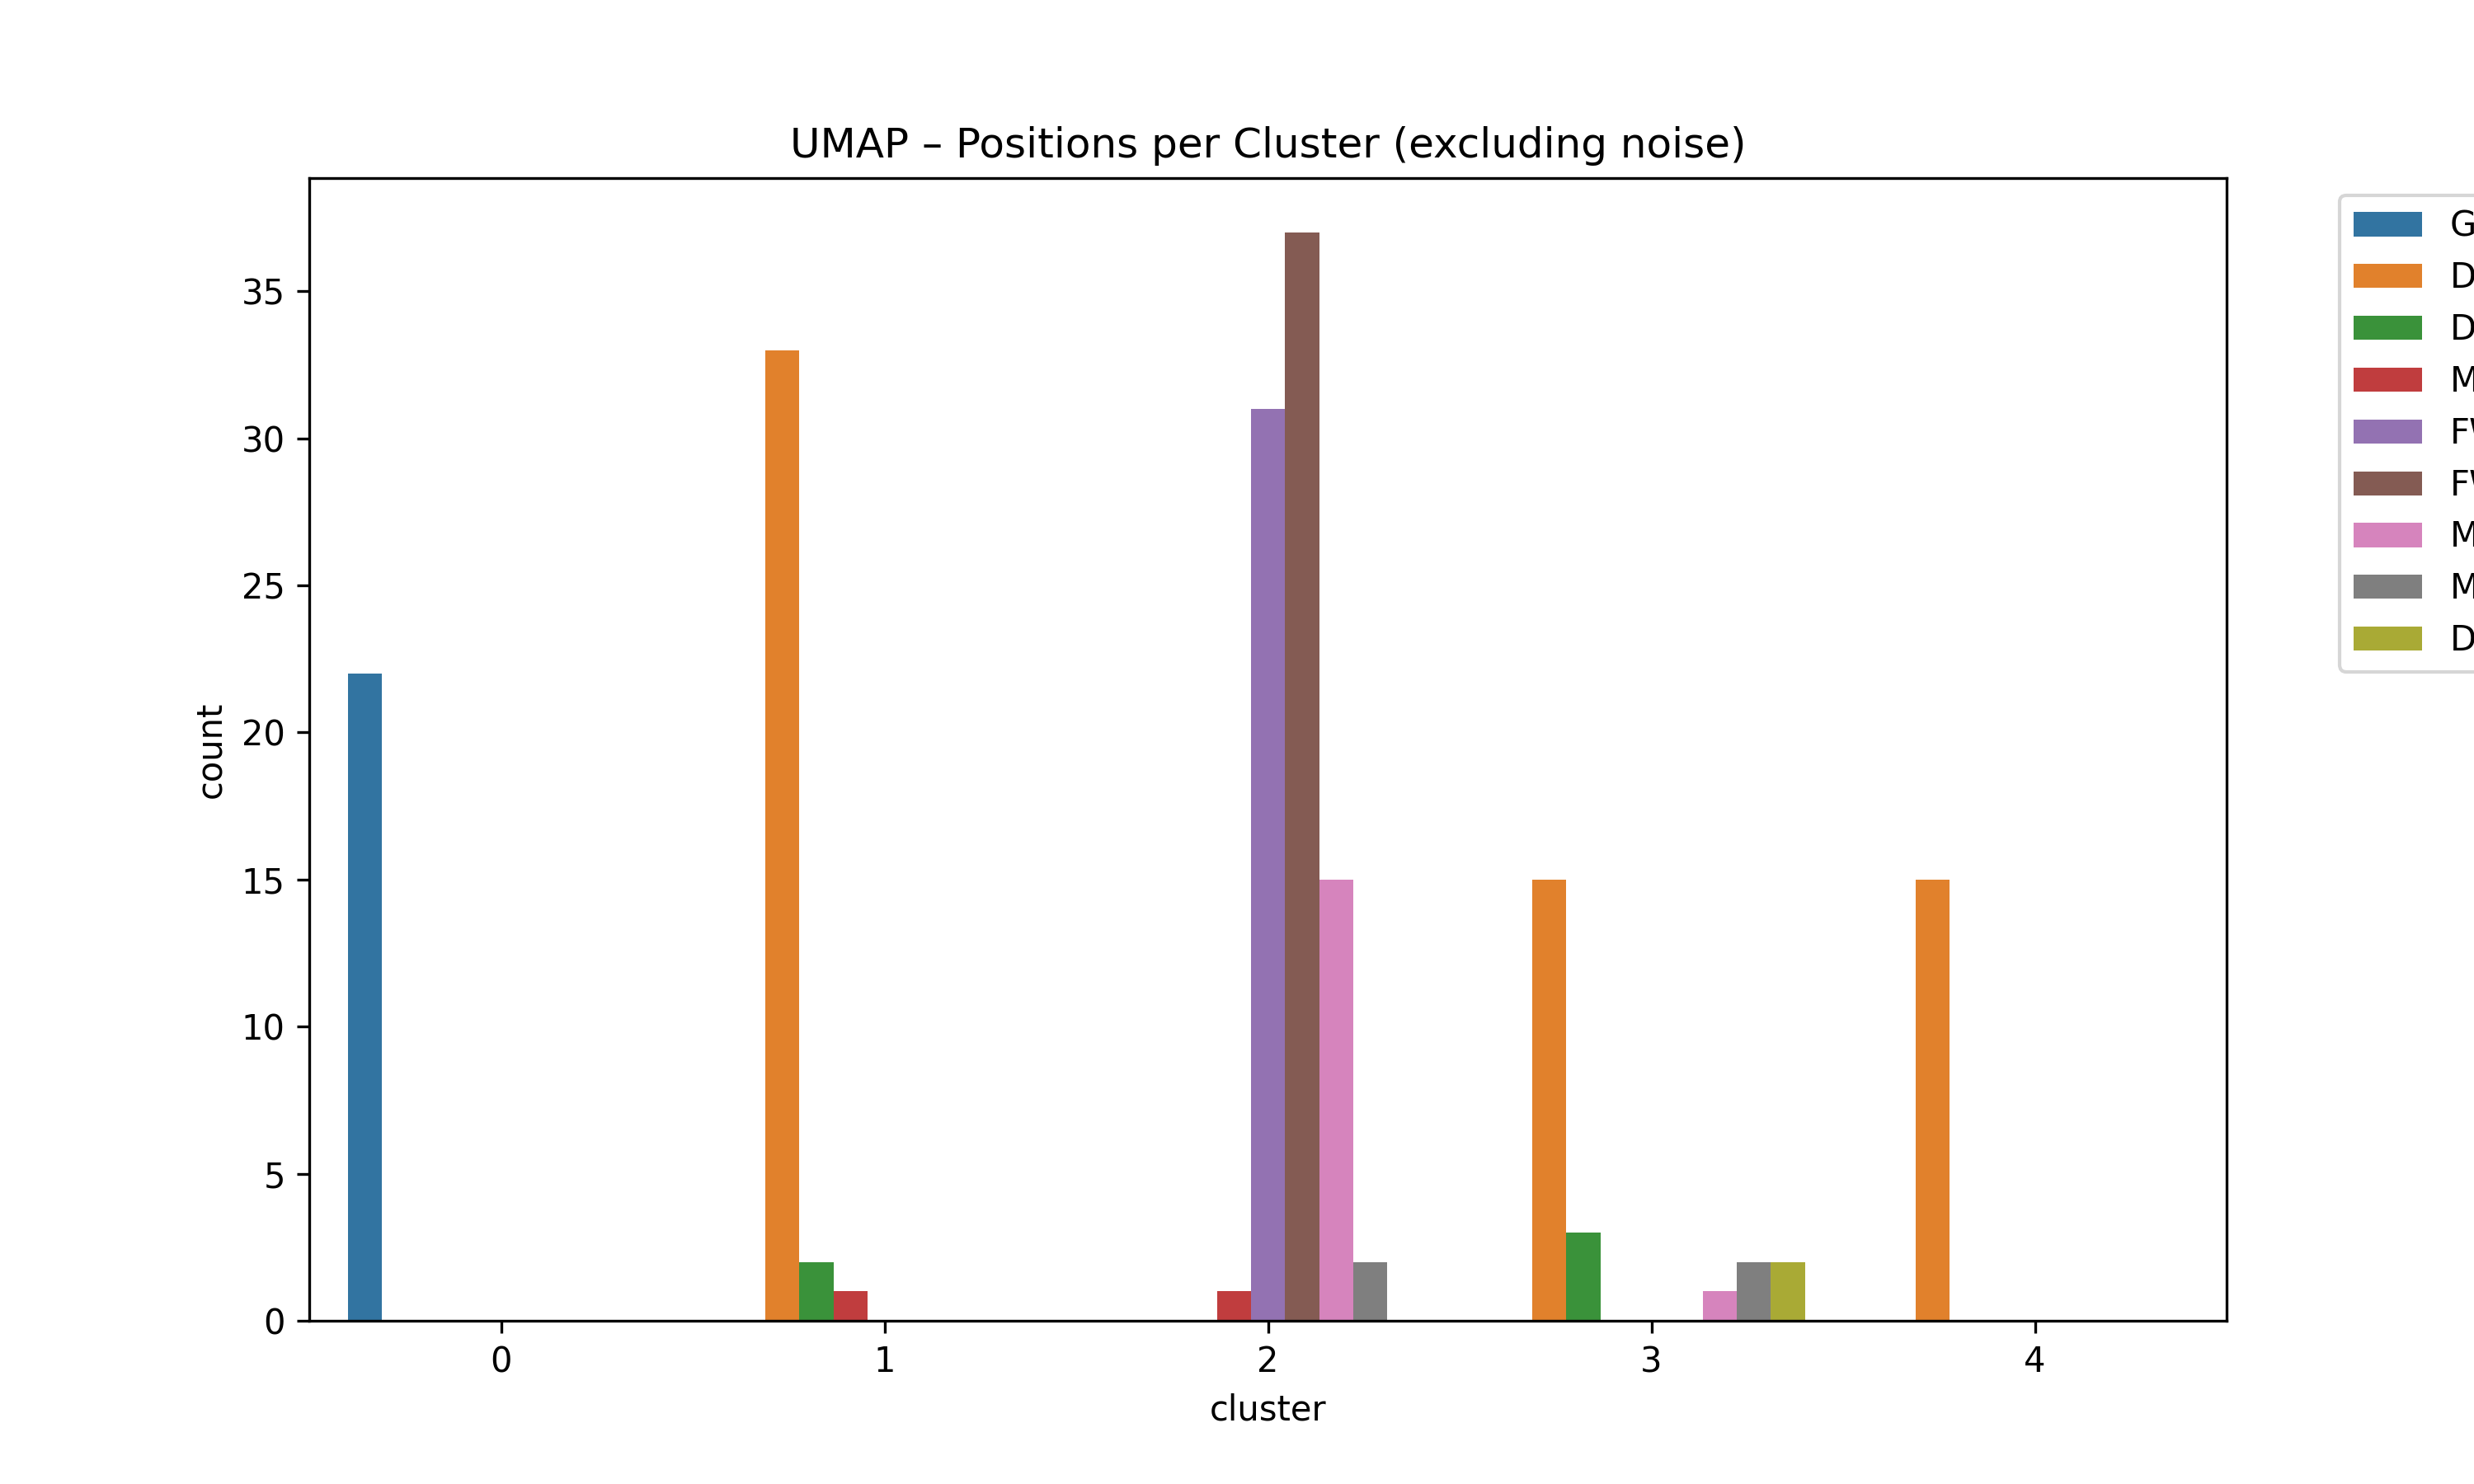 UMAP – Positions per Cluster (excluding noise)
35
30
25
20
15
10
5
0
count
0 1 2 3 4
cluster
G
D
D
M
F
F
M
M
D